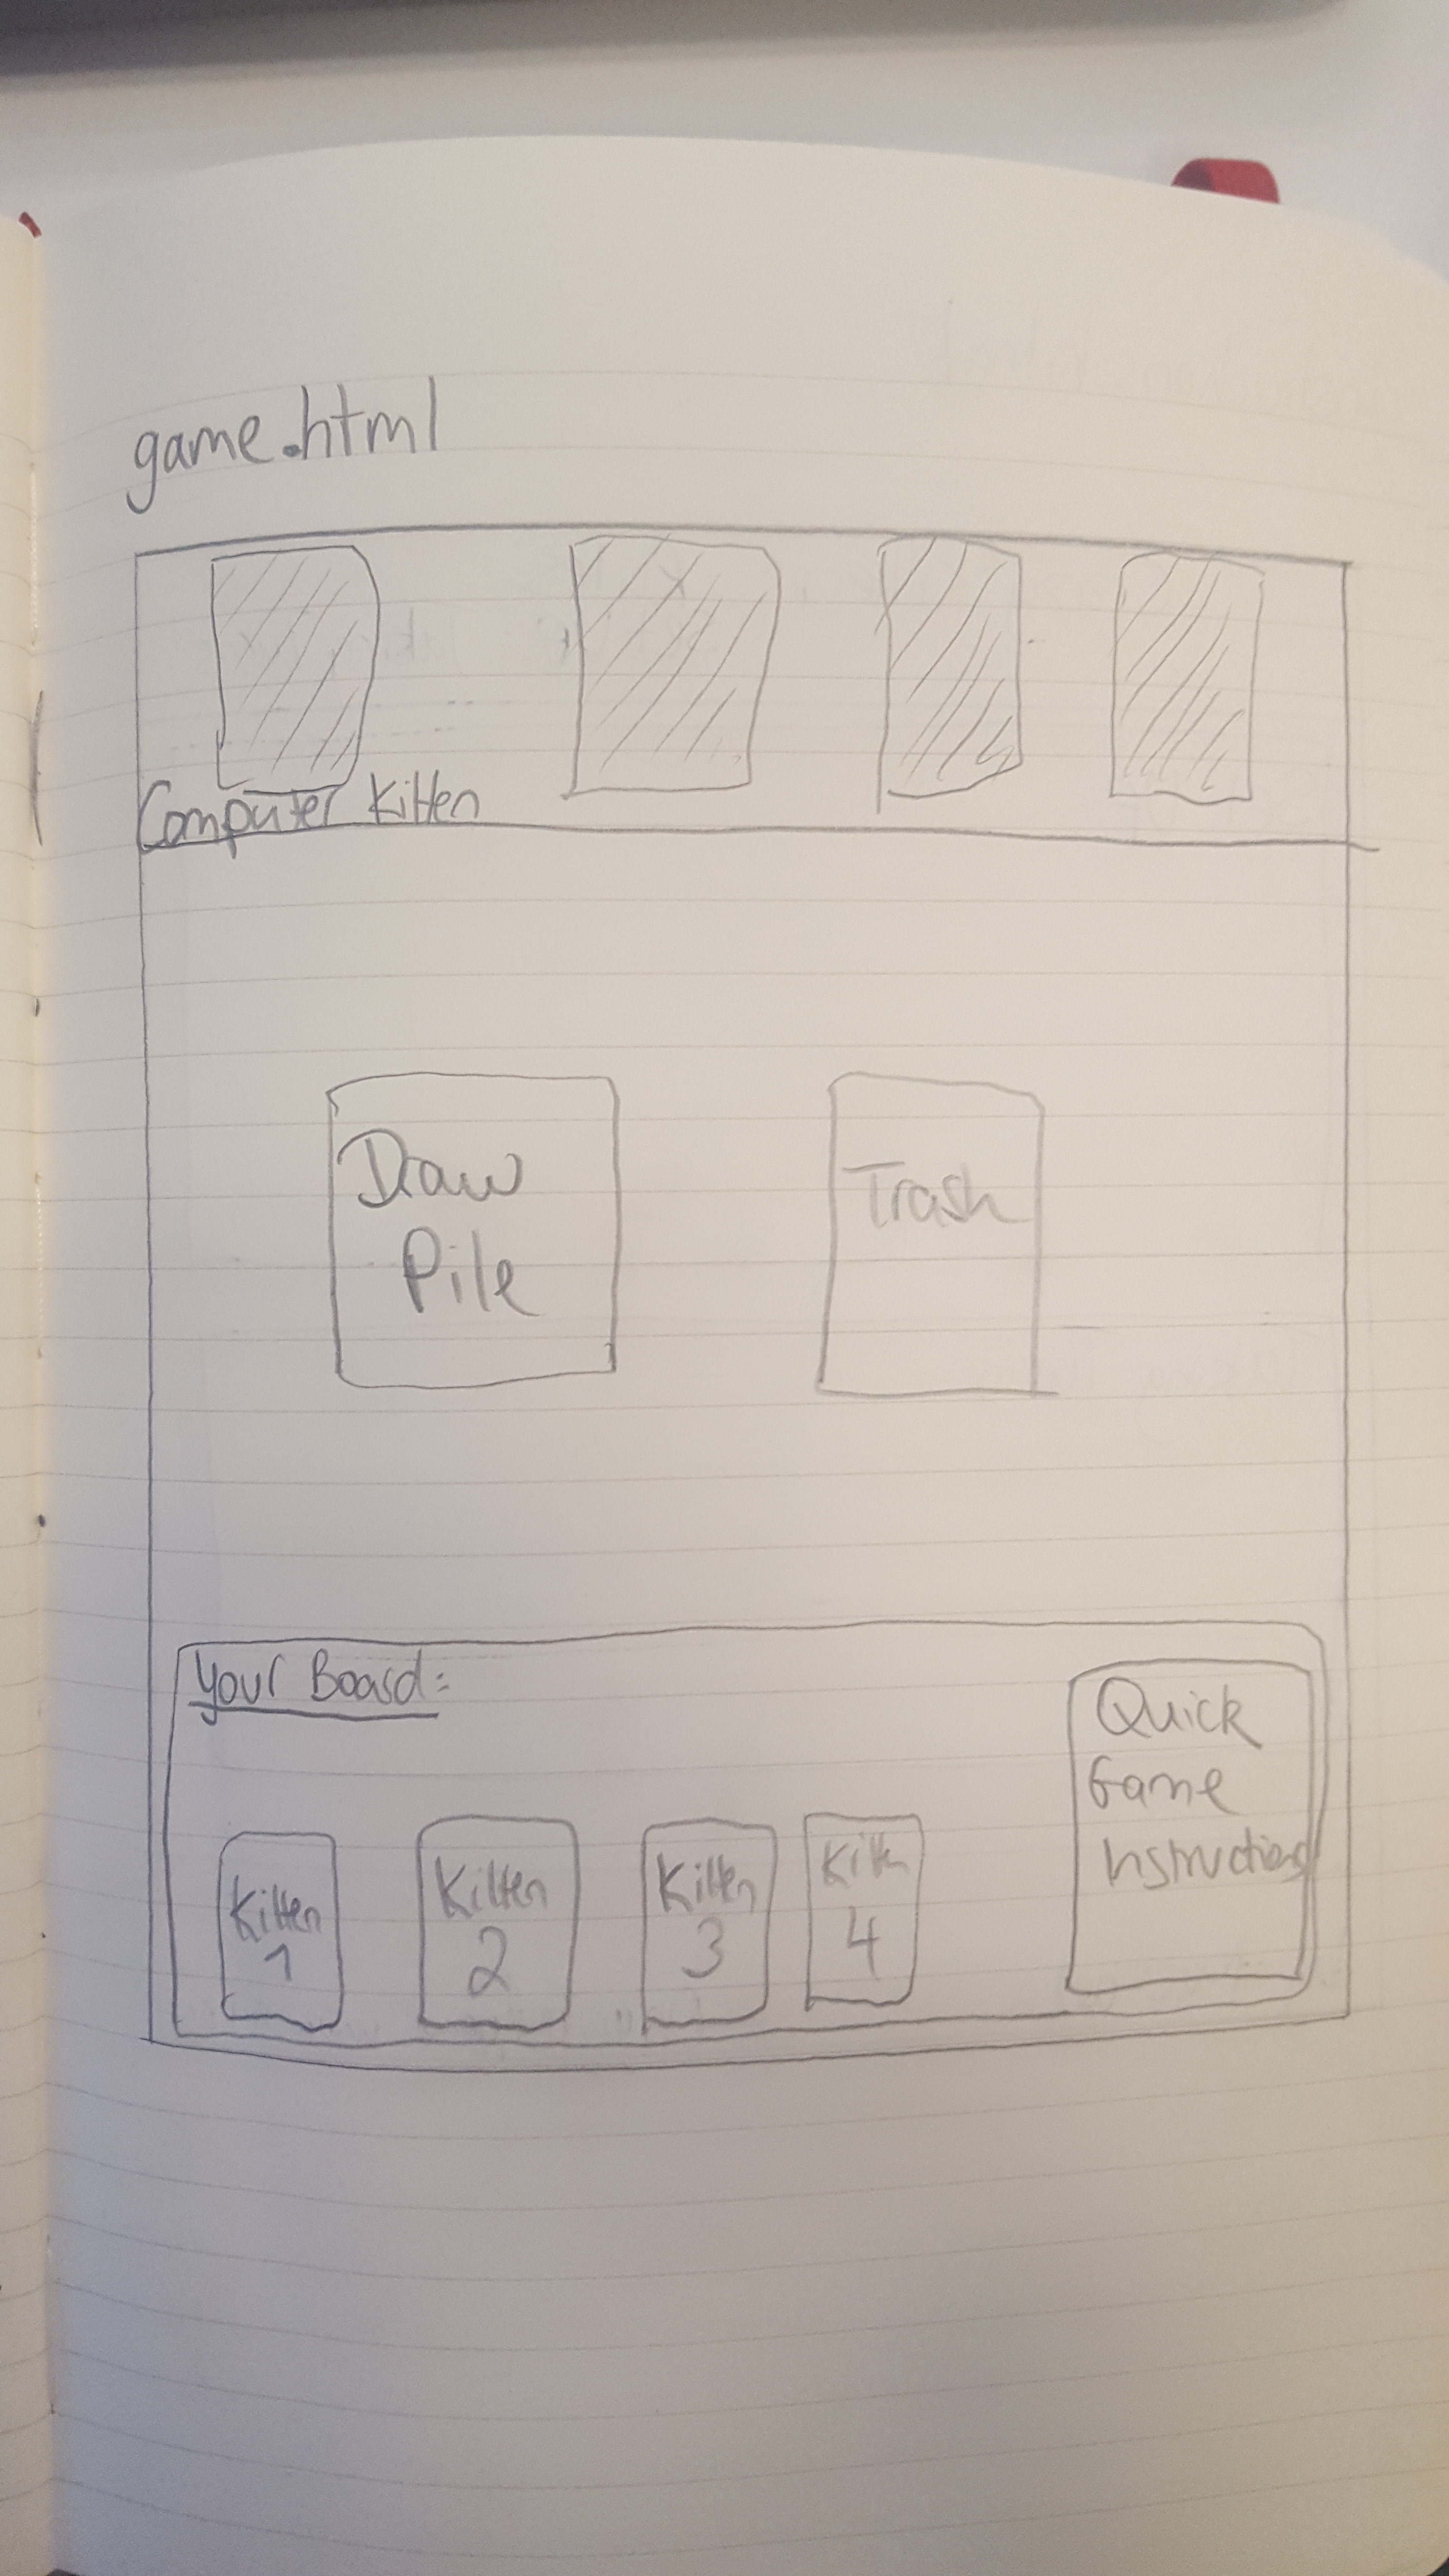 game.html
Computer Kitten
Draw
Pile
Trash
Your Board:
Kitten
1
Kitten
2
Kitten
3
Kitten
4
Quick
Game
Instructions